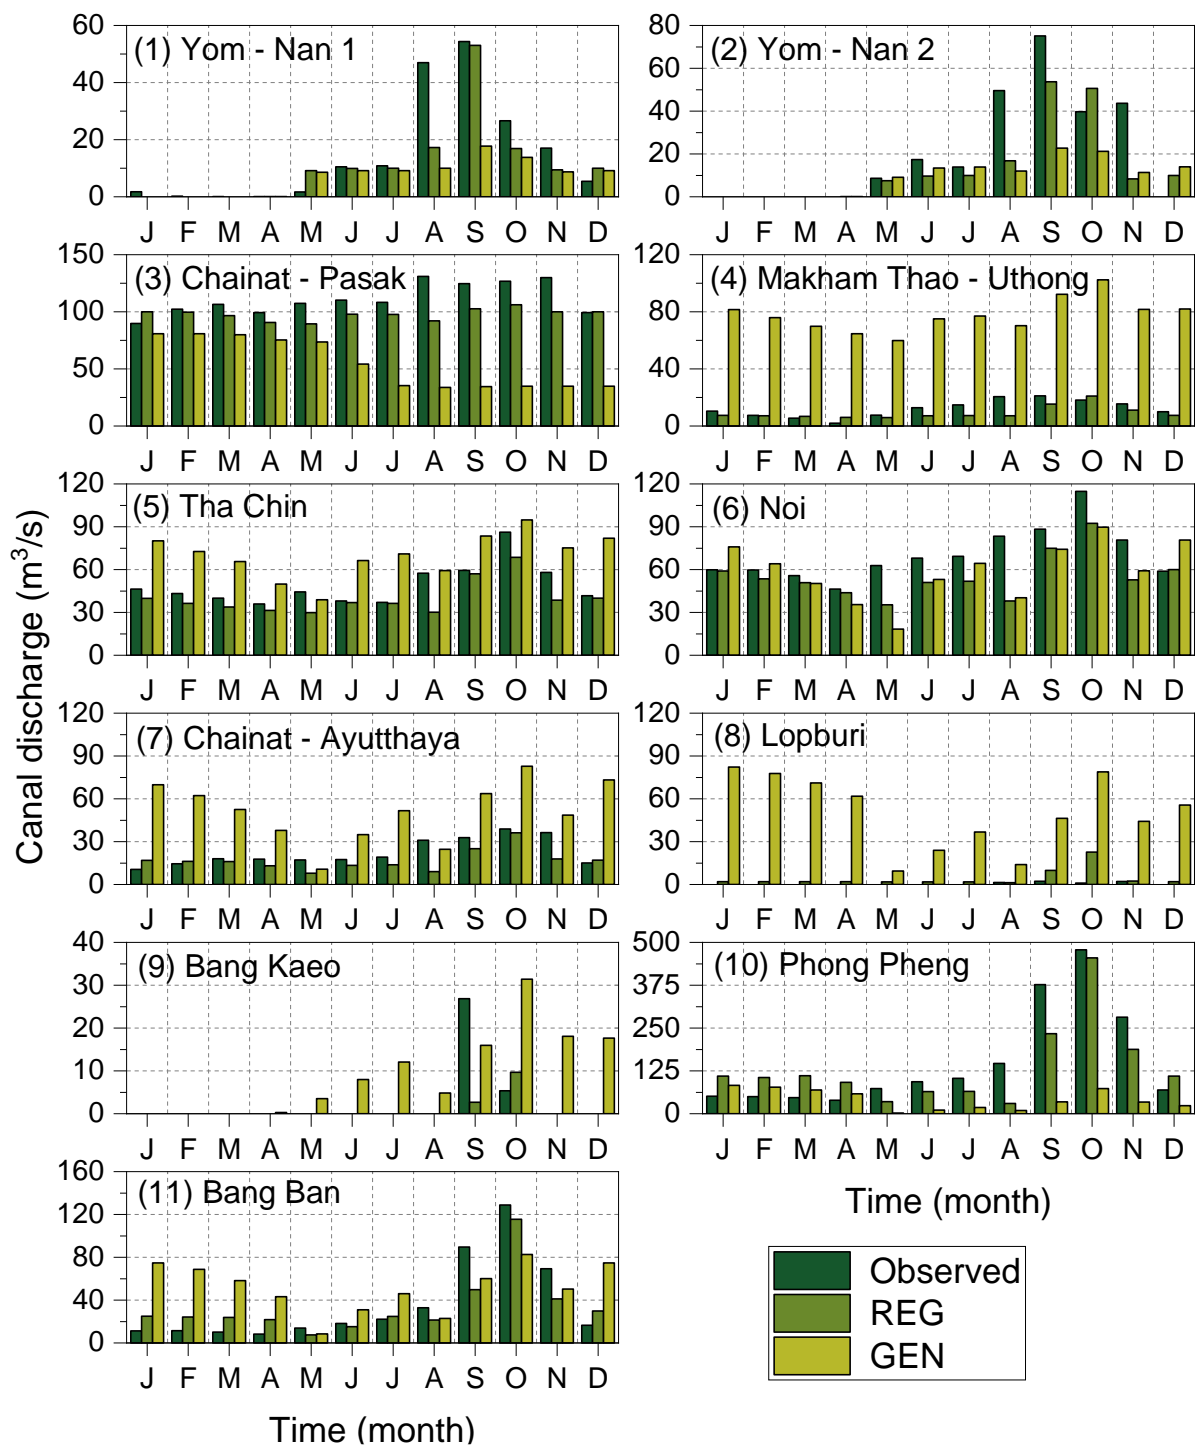 Canal discharge (m³/s)
(1) Yom - Nan 1
60
40
20
0
J F M A M J J A S O N D
(2) Yom - Nan 2
80
60
40
20
0
J F M A M J J A S O N D
(3) Chainat - Pasak
150
100
50
0
J F M A M J J A S O N D
(4) Makham Thao - Uthong
120
80
40
0
J F M A M J J A S O N D
(5) Tha Chin
120
90
60
30
0
J F M A M J J A S O N D
(6) Noi
120
90
60
30
0
J F M A M J J A S O N D
(7) Chainat - Ayutthaya
120
90
60
30
0
J F M A M J J A S O N D
(8) Lopburi
120
90
60
30
0
J F M A M J J A S O N D
(9) Bang Kaeo
40
30
20
10
0
J F M A M J J A S O N D
(10) Phong Pheng
500
375
250
125
0
J F M A M J J A S O N D
Time (month)
(11) Bang Ban
160
120
80
40
0
J F M A M J J A S O N D
Time (month)
Observed
REG
GEN